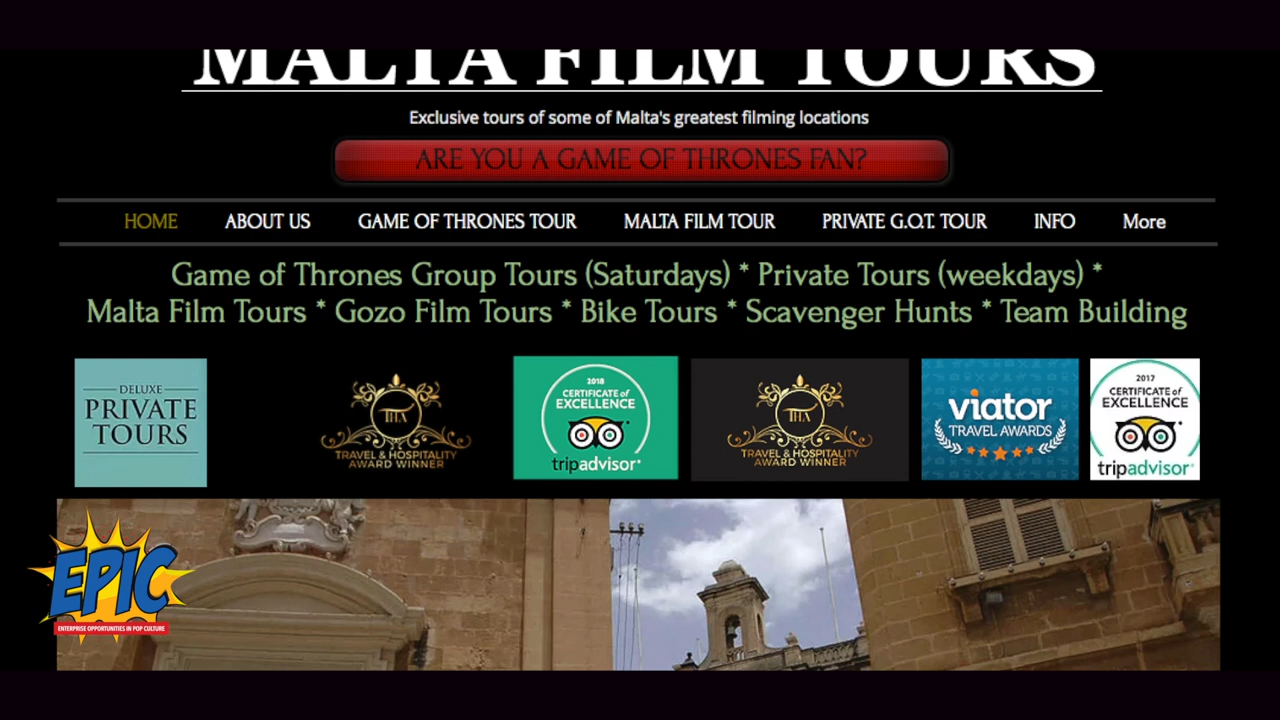 MALTA FILM TOURS
Exclusive tours of some of Malta's greatest filming locations
ARE YOU A GAME OF THRONES FAN?
HOME ABOUT US GAME OF THRONES TOUR MALTA FILM TOUR PRIVATE G.O.T. TOUR INFO More
Game of Thrones Group Tours (Saturdays) * Private Tours (weekdays) *
Malta Film Tours * Gozo Film Tours * Bike Tours * Scavenger Hunts * Team Building
DELUXE
PRIVATE
TOURS
THA
TRAVEL & HOSPITALITY
AWARD WINNER
2018
CERTIFICATE of
EXCELLENCE
tripadvisor®
THA
TRAVEL & HOSPITALITY
AWARD WINNER
viator
TRAVEL AWARDS
2017
CERTIFICATE of
EXCELLENCE
tripadvisor®
EPIC
ENTERPRISE OPPORTUNITIES IN POP CULTURE